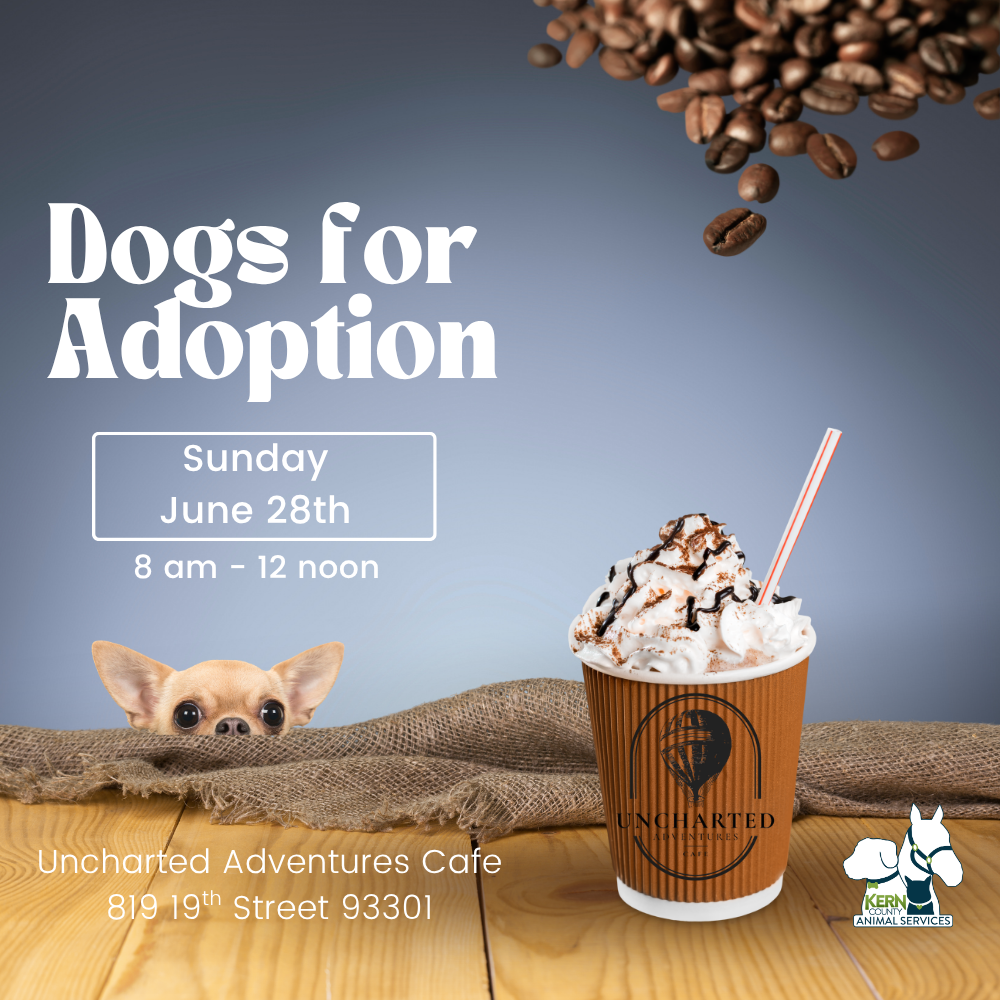 Dogs for
Adoption
Sunday
June 28th
8 am - 12 noon
UNCHARTED
ADVENTURES
CAFE
Uncharted Adventures Cafe
819 19th Street 93301
KERN
COUNTY
ANIMAL SERVICES